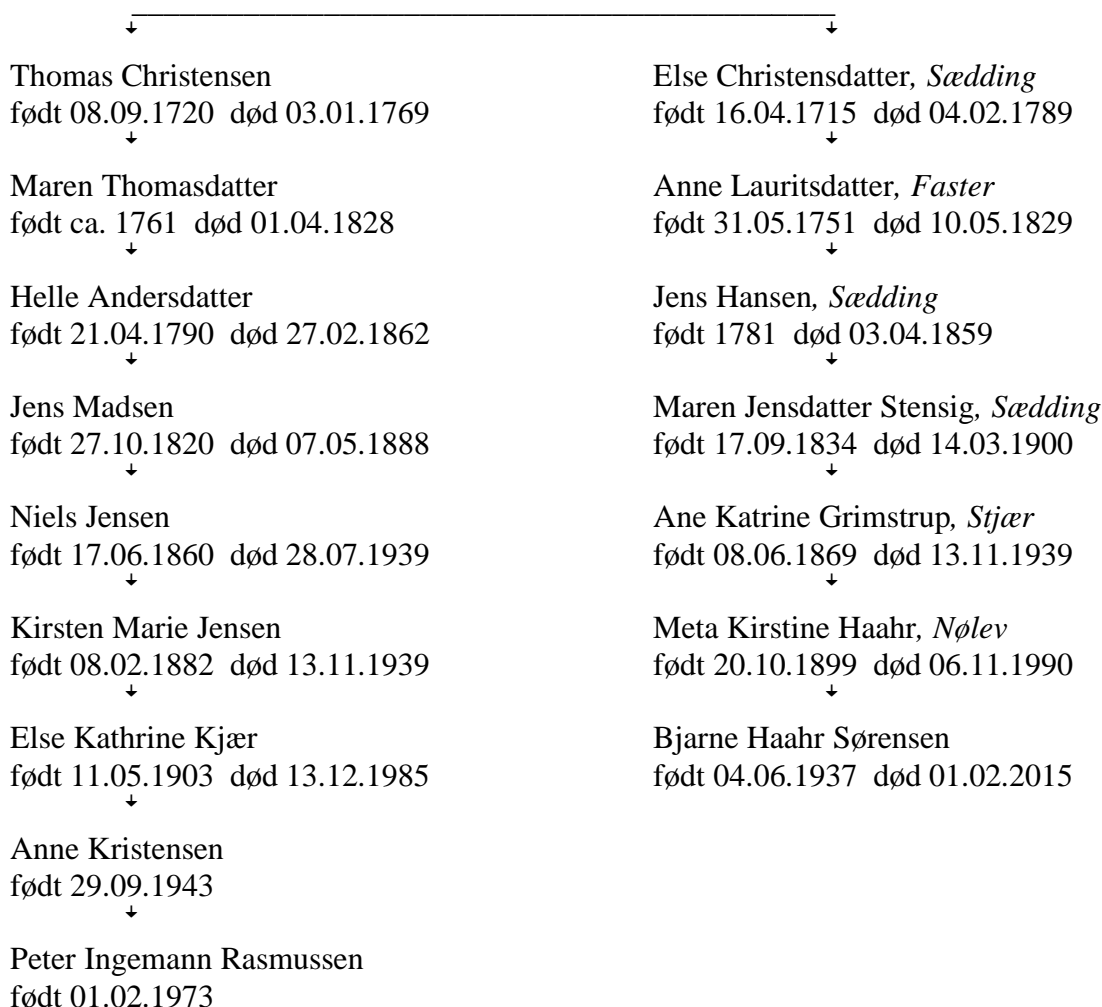 Thomas Christensen
født 08.09.1720 død 03.01.1769
Maren Thomasdatter
født ca. 1761 død 01.04.1828
Helle Andersdatter
født 21.04.1790 død 27.02.1862
Jens Madsen
født 27.10.1820 død 07.05.1888
Niels Jensen
født 17.06.1860 død 28.07.1939
Kirsten Marie Jensen
født 08.02.1882 død 13.11.1939
Else Kathrine Kjær
født 11.05.1903 død 13.12.1985
Anne Kristensen
født 29.09.1943
Peter Ingemann Rasmussen
født 01.02.1973
Else Christensdatter, Sædding
født 16.04.1715 død 04.02.1789
Anne Lauritsdatter, Faster
født 31.05.1751 død 10.05.1829
Jens Hansen, Sædding
født 1781 død 03.04.1859
Maren Jensdatter Stensig, Sædding
født 17.09.1834 død 14.03.1900
Ane Katrine Grimstrup, Stjær
født 08.06.1869 død 13.11.1939
Meta Kirstine Haahr, Nølev
født 20.10.1899 død 06.11.1990
Bjarne Haahr Sørensen
født 04.06.1937 død 01.02.2015